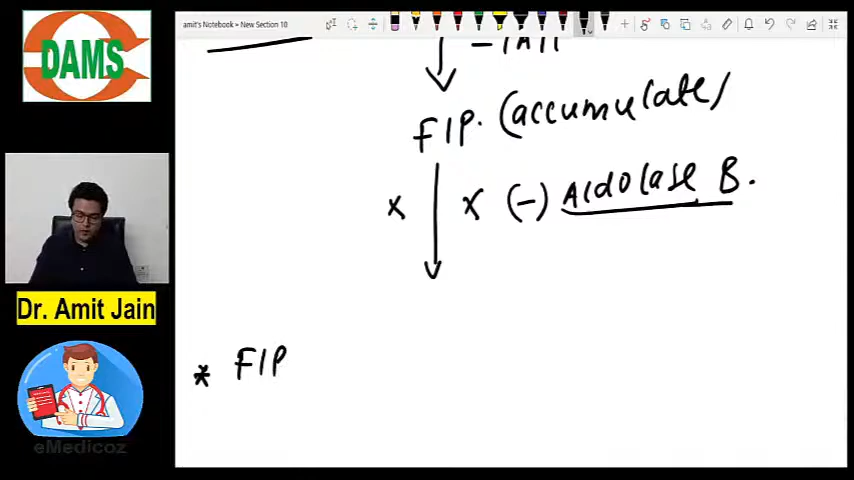 amit's Notebook > New Section 10
DAMS
F1P. (accumulate)
x x (-) Aldolase B.
Dr. Amit Jain
* F1P
eMedicoz